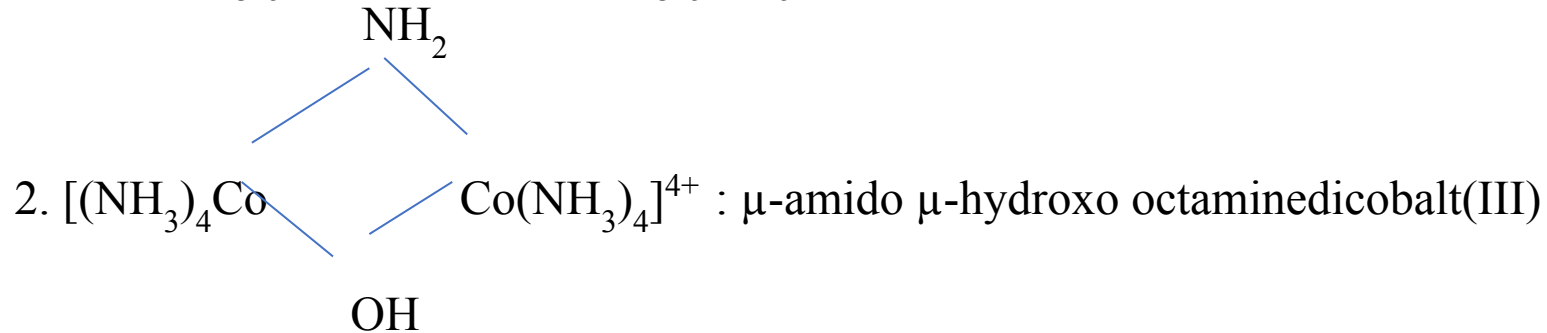 NH₂
2. [(NH₃)₄Co Co(NH₃)₄]⁴⁺ : µ-amido µ-hydroxo octaminedicobalt(III)
OH